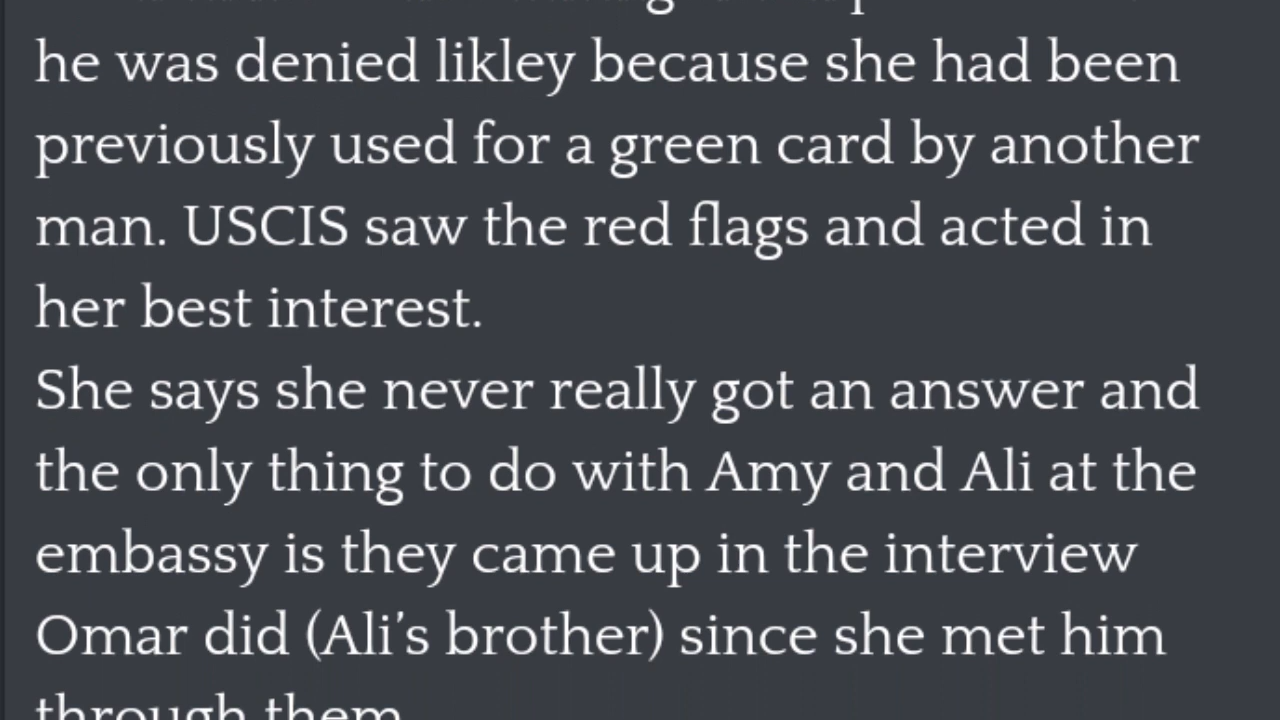 he was denied likley because she had been
previously used for a green card by another
man. USCIS saw the red flags and acted in
her best interest.
She says she never really got an answer and
the only thing to do with Amy and Ali at the
embassy is they came up in the interview
Omar did (Ali’s brother) since she met him
through them